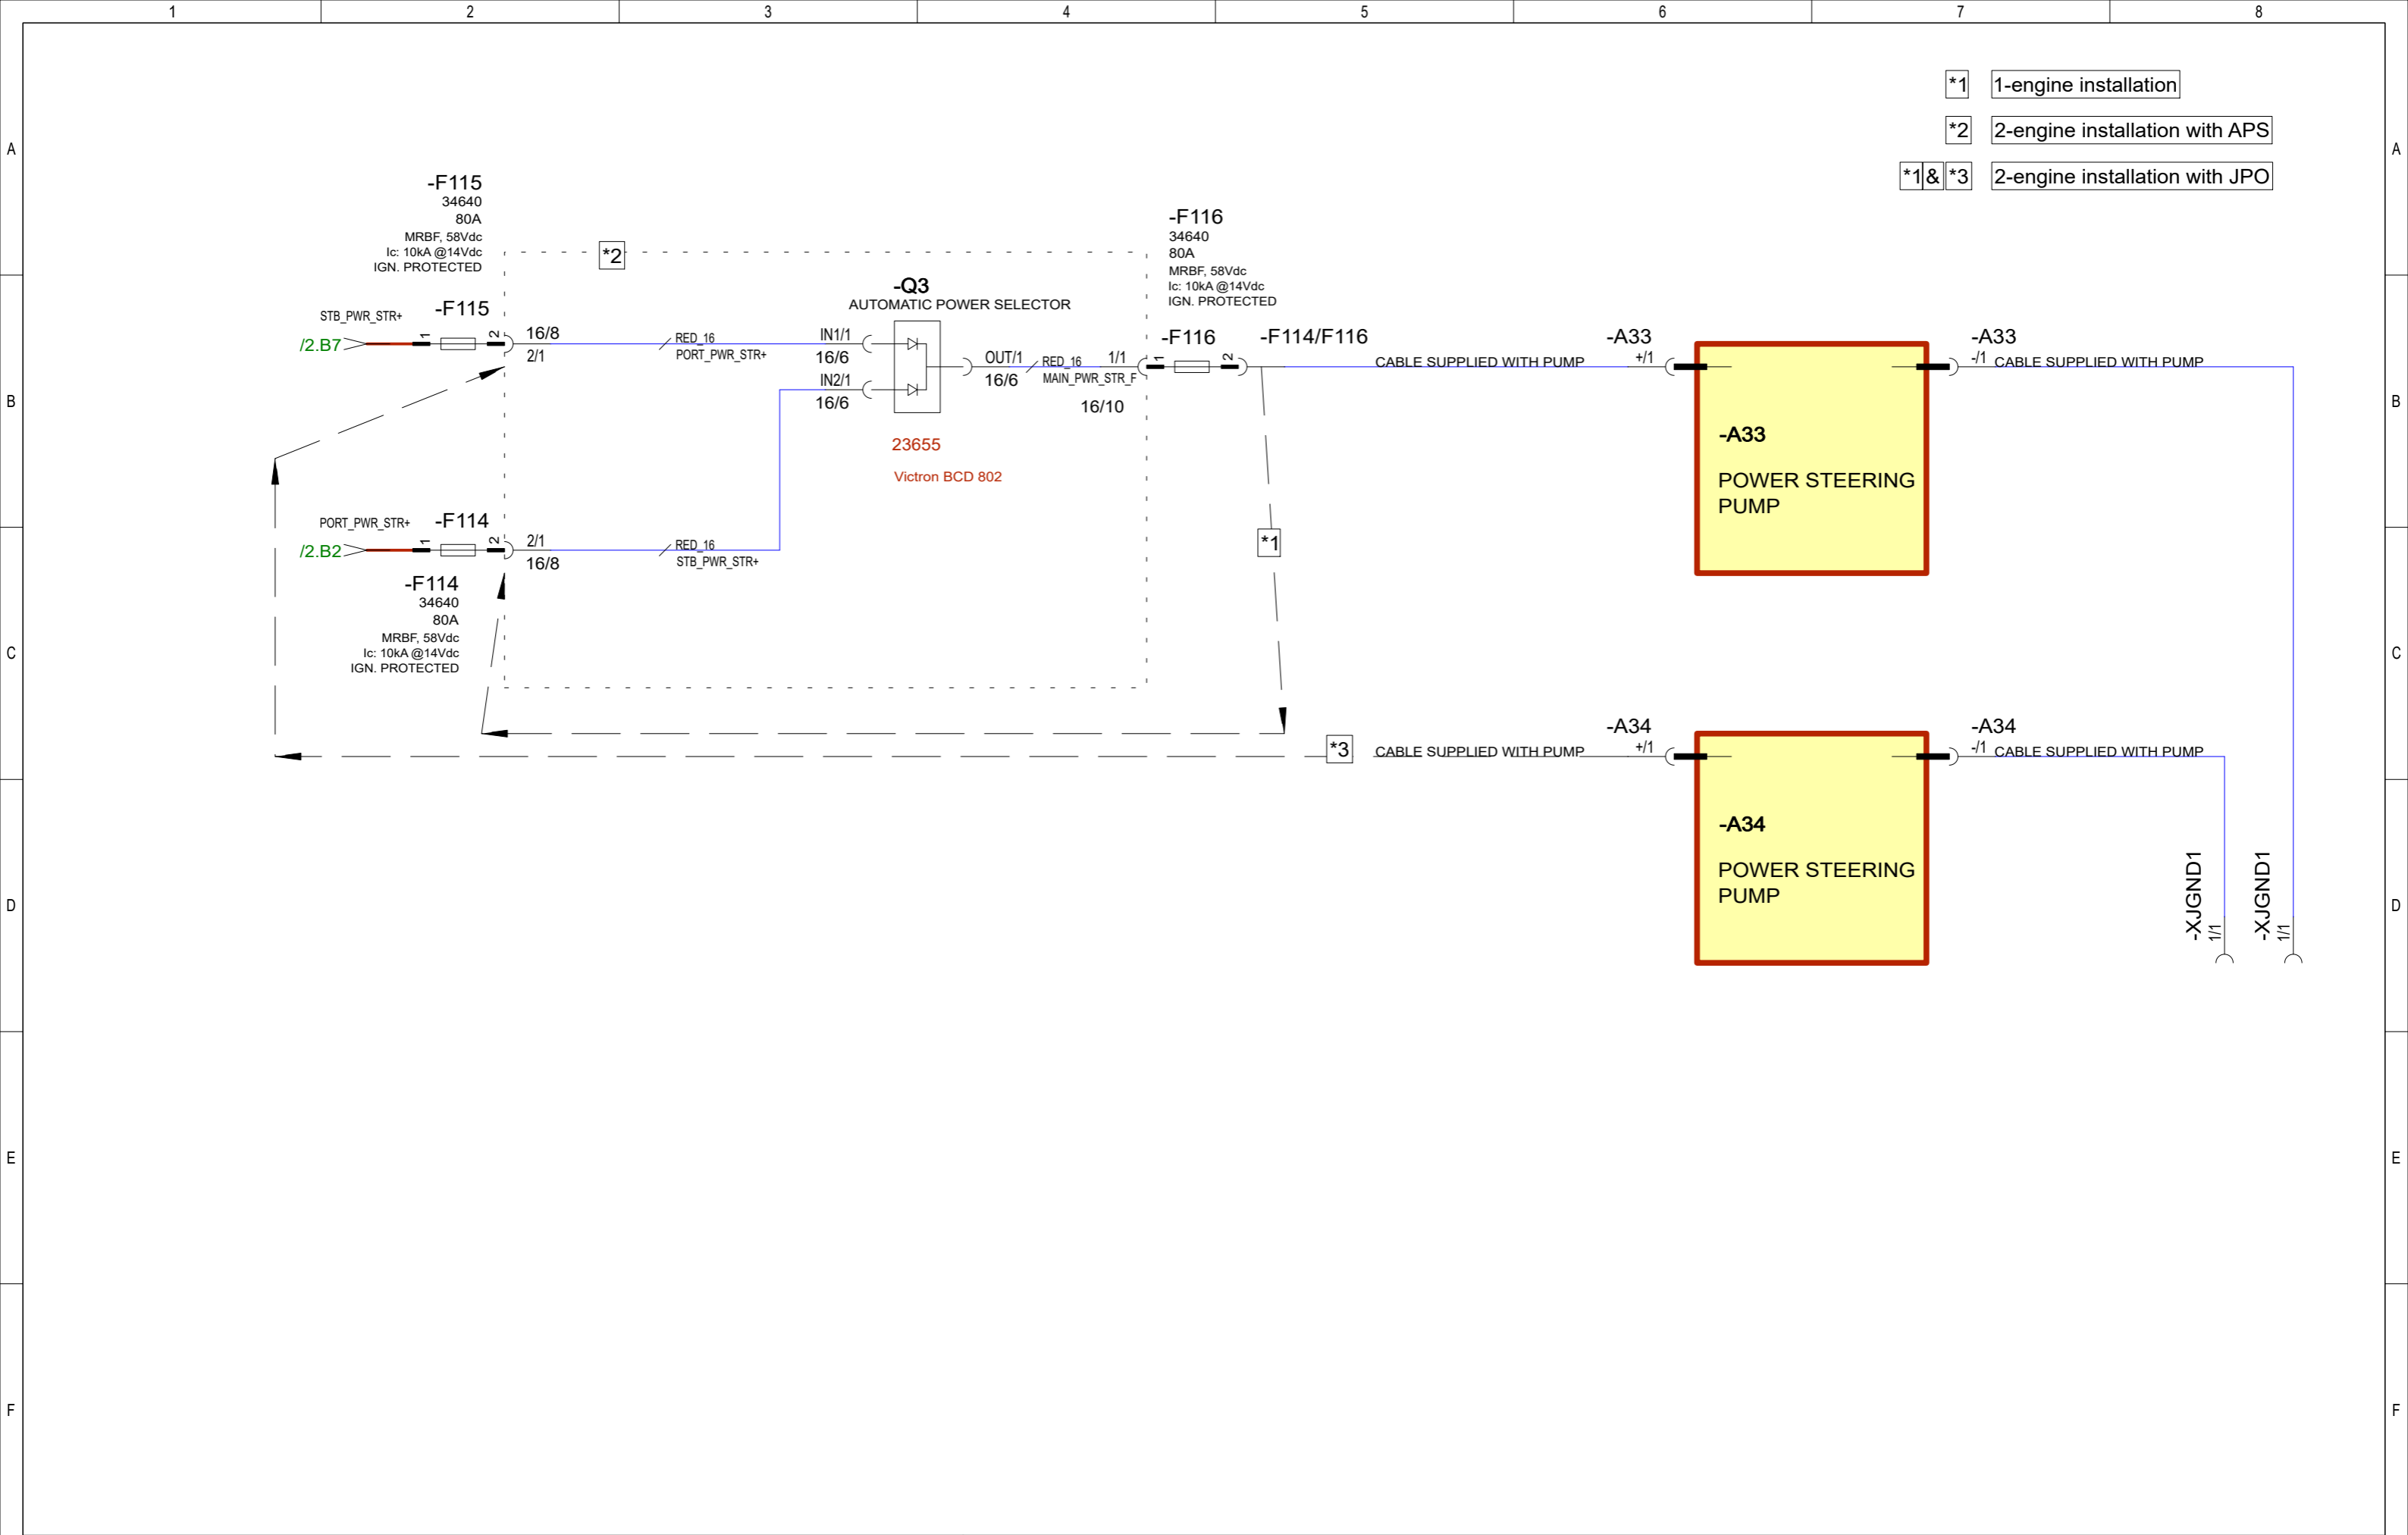 1 2 3 4 5 6 7 8
*1 1-engine installation
*2 2-engine installation with APS
*1 & *3 2-engine installation with JPO
A A
-F115
34640
80A
MRBF, 58Vdc
Ic: 10kA @14Vdc
IGN. PROTECTED
*2
-F116
34640
80A
MRBF, 58Vdc
Ic: 10kA @14Vdc
IGN. PROTECTED
-Q3
AUTOMATIC POWER SELECTOR
STB_PWR_STR+
-F115
/2.B7
1 2
16/8
2/1
RED_16
PORT_PWR_STR+
IN1/1
16/6
IN2/1
16/6
OUT/1
16/6
RED_16
MAIN_PWR_STR_F
1/1
16/10
-F116
1 2
-F114/F116
CABLE SUPPLIED WITH PUMP
-A33
+/1
-A33
-/1 CABLE SUPPLIED WITH PUMP
B B
-A33
POWER STEERING
PUMP
23655
Victron BCD 802
PORT_PWR_STR+
-F114
/2.B2
1 2
2/1
16/8
RED_16
STB_PWR_STR+
*1
-F114
34640
80A
MRBF, 58Vdc
Ic: 10kA @14Vdc
IGN. PROTECTED
C C
*3
CABLE SUPPLIED WITH PUMP
-A34
+/1
-A34
-/1 CABLE SUPPLIED WITH PUMP
-A34
POWER STEERING
PUMP
-XJGND1
1/1
-XJGND1
1/1
D D
E E
F F